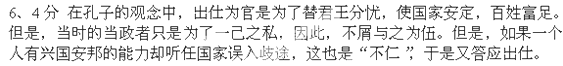 6、4分 在孔子的观念中，出仕为官是为了替君王分忧，使国家安定，百姓富足。
但是，当时的当政者只是为了一己之私，因此，不屑与之为伍。但是，如果一个
人有兴国安邦的能力却听任国家误入歧途，这也是“不仁”，于是又答应出仕。